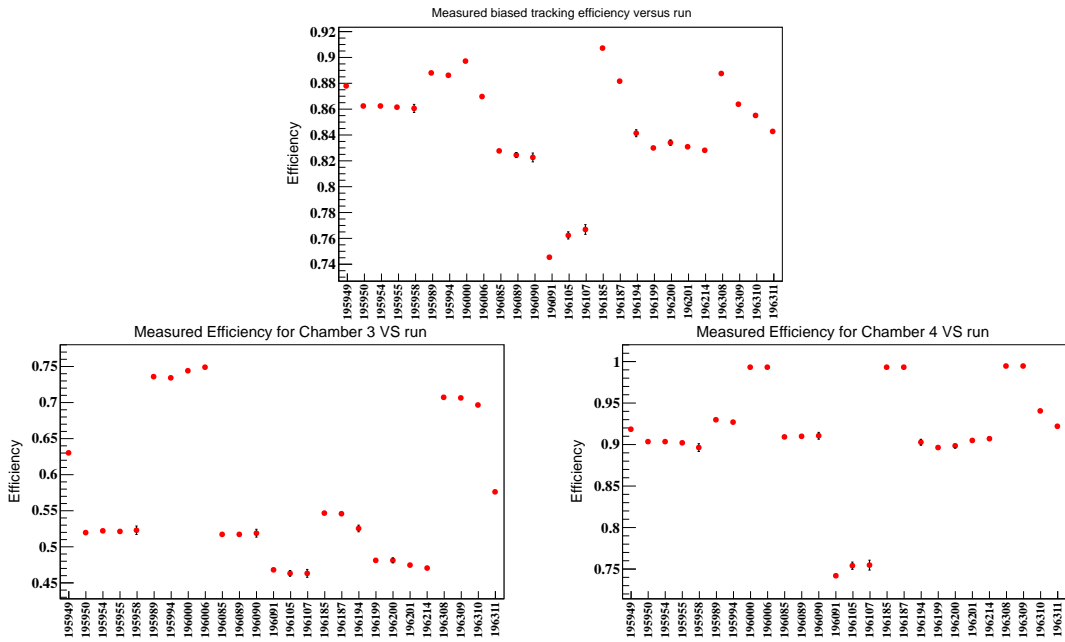 Measured biased tracking efficiency versus run
Efficiency
0.92
0.9
0.88
0.86
0.84
0.82
0.8
0.78
0.76
0.74
195949 195950 195954 195955 195958 195989 195994 196000 196006 196085 196089 196090 196091 196105 196107 196185 196187 196194 196199 196200 196201 196214 196308 196309 196310 196311
Measured Efficiency for Chamber 3 VS run
Efficiency
0.75
0.7
0.65
0.6
0.55
0.5
0.45
195949 195950 195954 195955 195958 195989 195994 196000 196006 196085 196089 196090 196091 196105 196107 196185 196187 196194 196199 196200 196201 196214 196308 196309 196310 196311
Measured Efficiency for Chamber 4 VS run
Efficiency
1
0.95
0.9
0.85
0.8
0.75
195949 195950 195954 195955 195958 195989 195994 196000 196006 196085 196089 196090 196091 196105 196107 196185 196187 196194 196199 196200 196201 196214 196308 196309 196310 196311